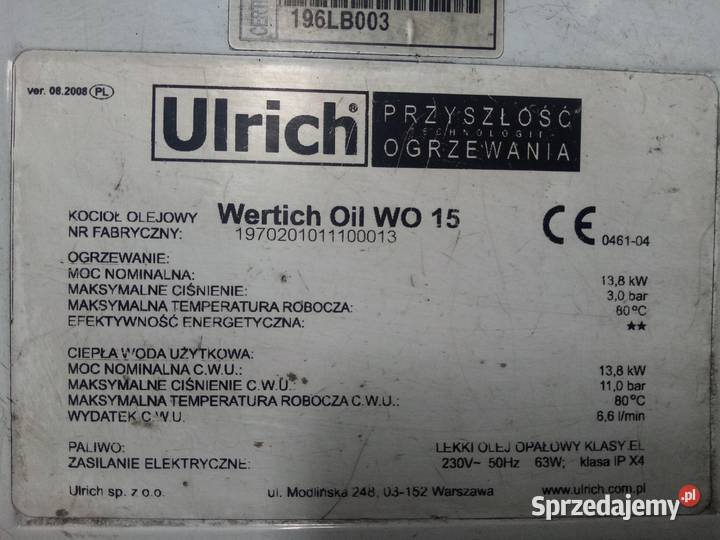 196LB003
ver. 08.2008 PL
Ulrich®
PRZYSZŁOŚĆ
TECHNOLOGII
OGRZEWANIA
KOCIOŁ OLEJOWY Wertich Oil WO 15
NR FABRYCZNY: 1970201011100013
CE 0461-04
OGRZEWANIE:
MOC NOMINALNA: 13,8 kW
MAKSYMALNE CIŚNIENIE: 3,0 bar
MAKSYMALNA TEMPERATURA ROBOCZA: 80°C
EFEKTYWNOŚĆ ENERGETYCZNA: ★★
CIEPŁA WODA UŻYTKOWA:
MOC NOMINALNA C.W.U.: 13,8 kW
MAKSYMALNE CIŚNIENIE C.W.U.: 11,0 bar
MAKSYMALNA TEMPERATURA ROBOCZA C.W.U.: 80°C
WYDATEK C.W.U. 6,6 l/min
PALIWO: LEKKI OLEJ OPAŁOWY KLASY EL
ZASILANIE ELEKTRYCZNE: 230V~ 50Hz 63W; klasa IP X4
Ulrich sp. z o.o. ul. Modlińska 248, 03-152 Warszawa www.ulrich.com.pl
Sprzedajemy.pl